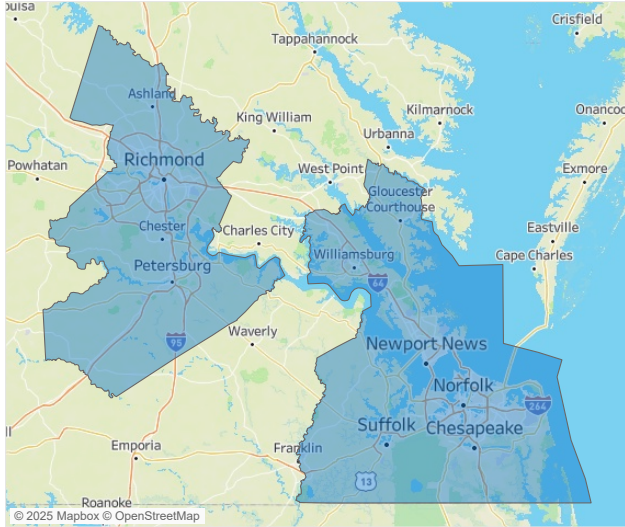 ouisa
Tappahannock
Crisfield
Ashland
King William
Kilmarnock
Onancoc
Urbanna
Richmond
Powhatan
West Point
Exmore
Gloucester
Courthouse
Chester
Charles City
Eastville
Williamsburg
Cape Charles
Petersburg
64
Waverly
95
Newport News
Norfolk
264
Suffolk
Chesapeake
ll
Emporia
Franklin
13
Roanoke
© 2025 Mapbox © OpenStreetMap